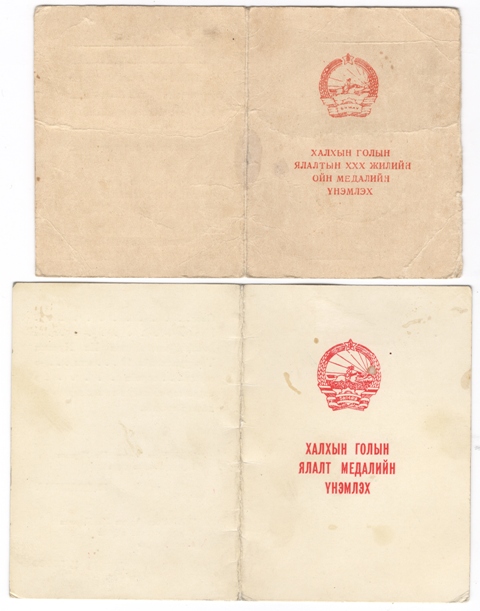 ХАЛХЫН ГОЛЫН
ЯЛАЛТЫН XXX ЖИЛИЙН
ОЙН МЕДАЛИЙН
ҮНЭМЛЭХ
ХАЛХЫН ГОЛЫН
ЯЛАЛТ МЕДАЛИЙН
ҮНЭМЛЭХ